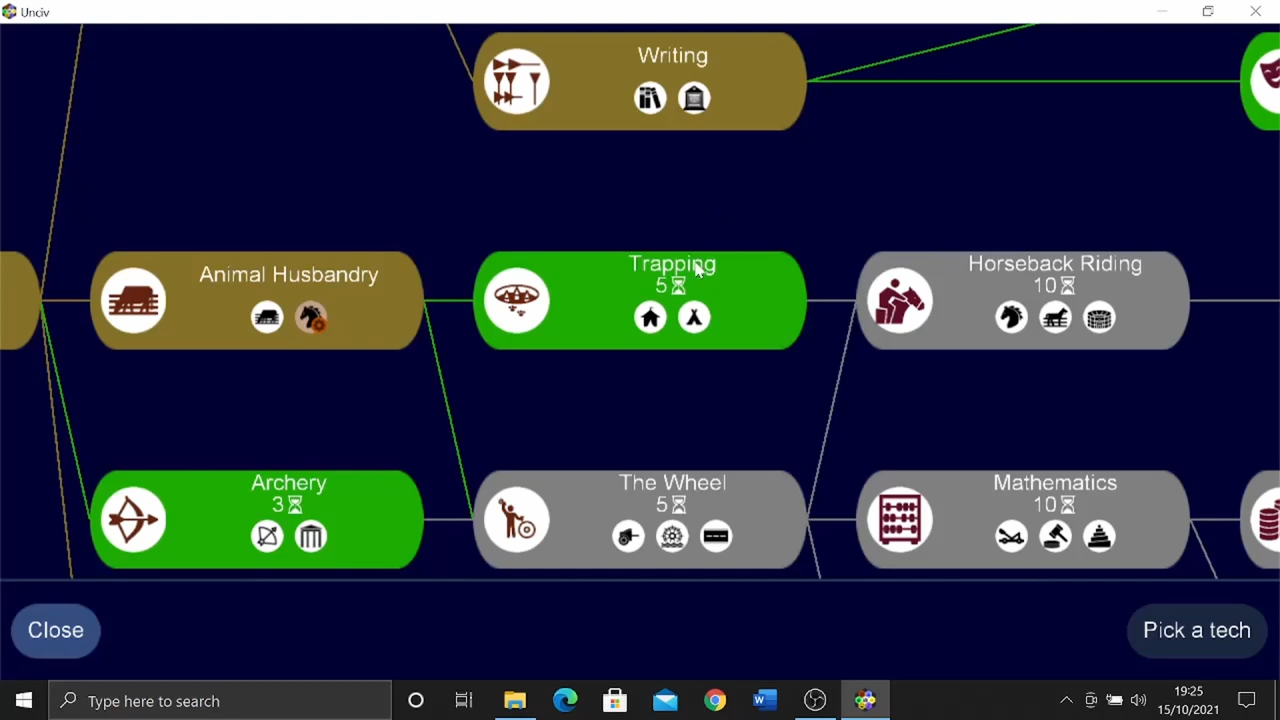 Unciv
Writing
Animal Husbandry
Trapping
5
Horseback Riding
10
Archery
3
The Wheel
5
Mathematics
10
Close
Pick a tech
Type here to search
19:25
15/10/2021